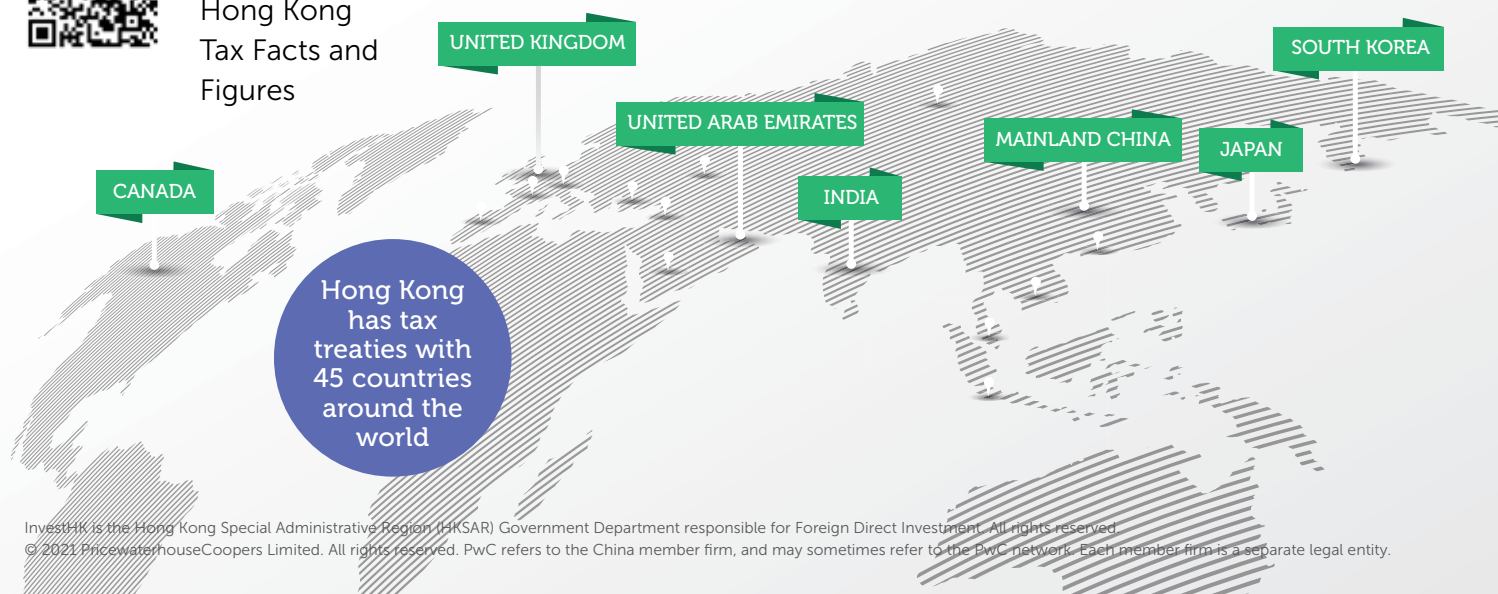 Hong Kong
Tax Facts and
Figures
UNITED KINGDOM
SOUTH KOREA
UNITED ARAB EMIRATES
MAINLAND CHINA
JAPAN
CANADA
INDIA
Hong Kong
has tax
treaties with
45 countries
around the
world
InvestHK is the Hong Kong Special Administrative Region (HKSAR) Government Department responsible for Foreign Direct Investment. All rights reserved.
© 2021 PricewaterhouseCoopers Limited. All rights reserved. PwC refers to the China member firm, and may sometimes refer to the PwC network. Each member firm is a separate legal entity.